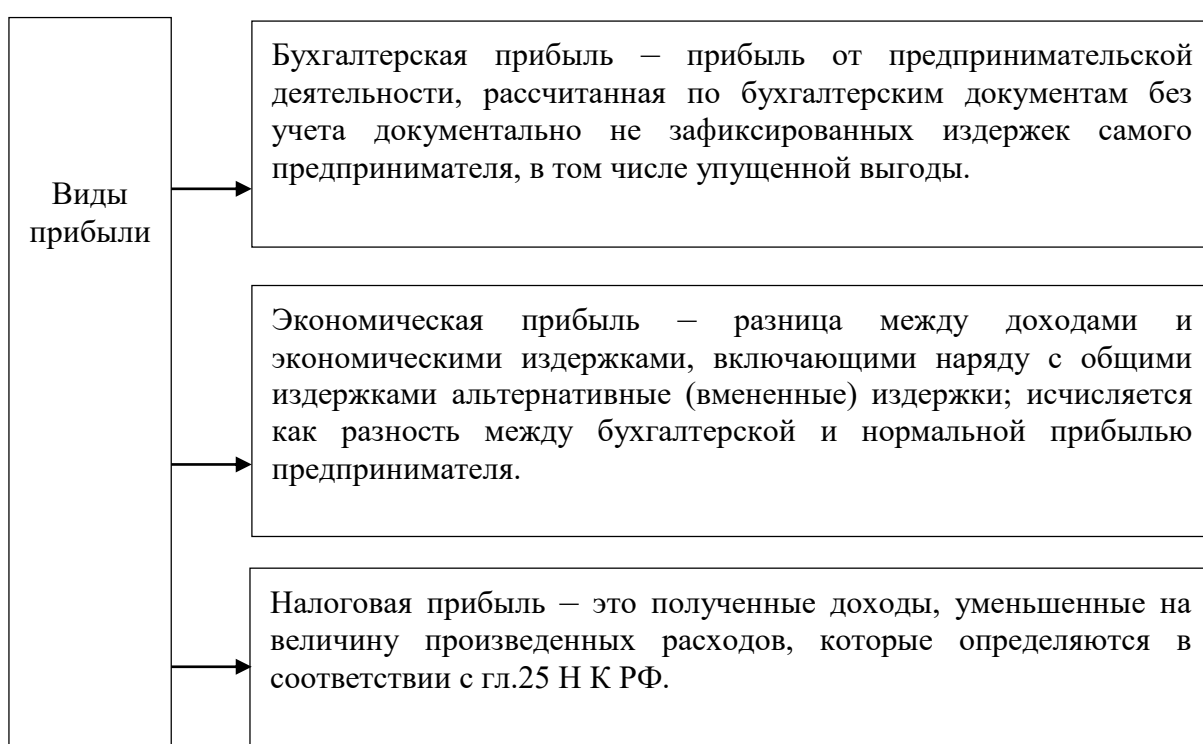 Виды
прибыли
Бухгалтерская прибыль – прибыль от предпринимательской
деятельности, рассчитанная по бухгалтерским документам без
учета документально не зафиксированных издержек самого
предпринимателя, в том числе упущенной выгоды.
Экономическая прибыль – разница между доходами и
экономическими издержками, включающими наряду с общими
издержками альтернативные (вмененные) издержки; исчисляется
как разность между бухгалтерской и нормальной прибылью
предпринимателя.
Налоговая прибыль – это полученные доходы, уменьшенные на
величину произведенных расходов, которые определяются в
соответствии с гл.25 Н К РФ.